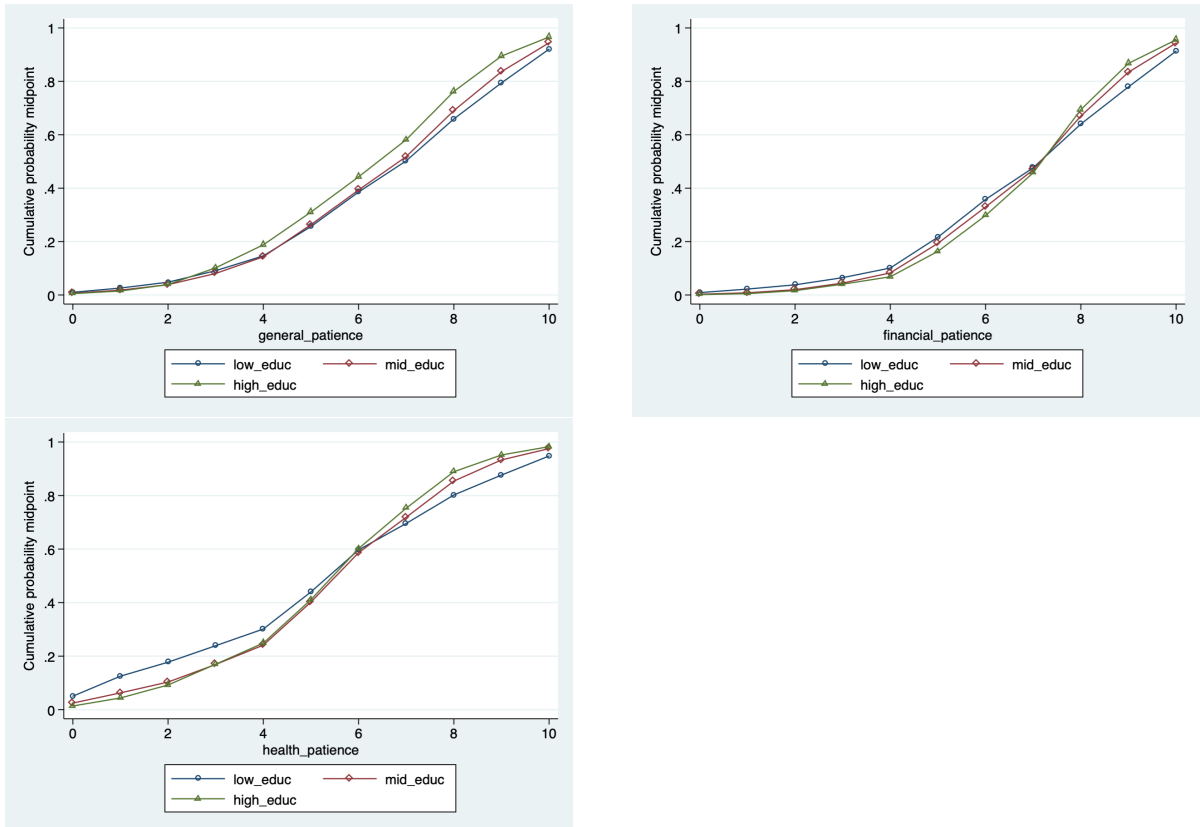 Cumulative probability midpoint
1
.8
.6
.4
.2
0
0 2 4 6 8 10
general_patience
low_educ mid_educ
high_educ
Cumulative probability midpoint
1
.8
.6
.4
.2
0
0 2 4 6 8 10
financial_patience
low_educ mid_educ
high_educ
Cumulative probability midpoint
1
.8
.6
.4
.2
0
0 2 4 6 8 10
health_patience
low_educ mid_educ
high_educ